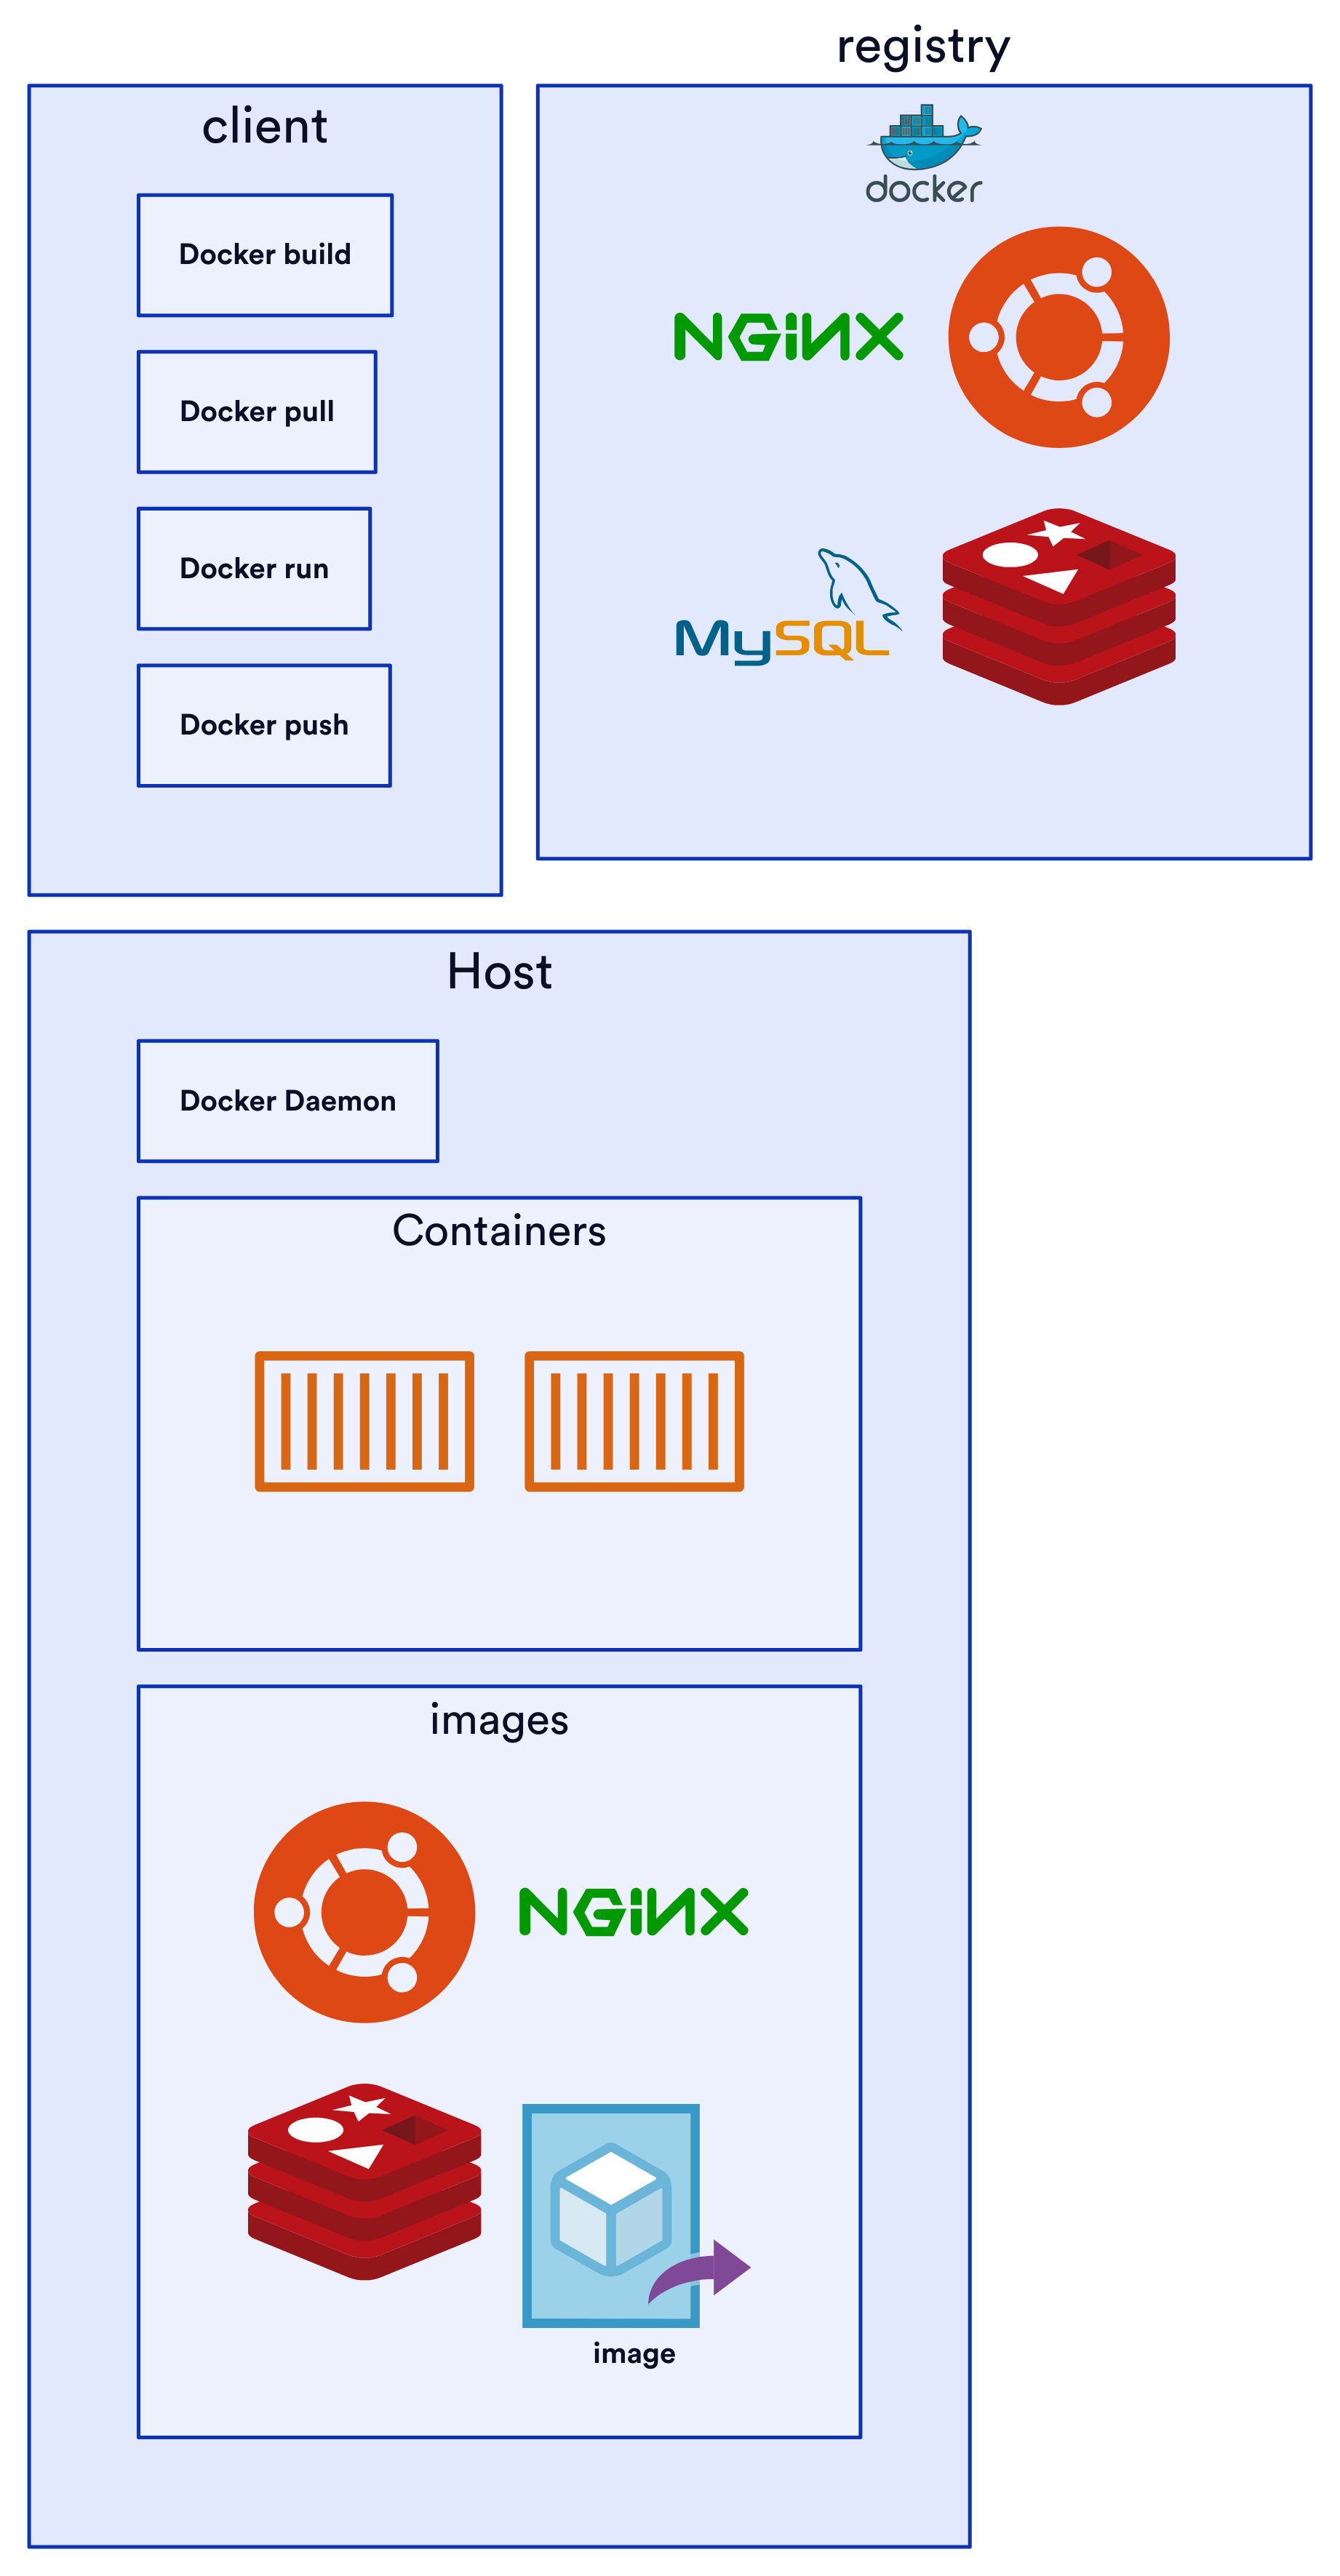 registry
client
docker
Docker build
NGINX
Docker pull
Docker run
MySQL
Docker push
Host
Docker Daemon
Containers
images
NGINX
image